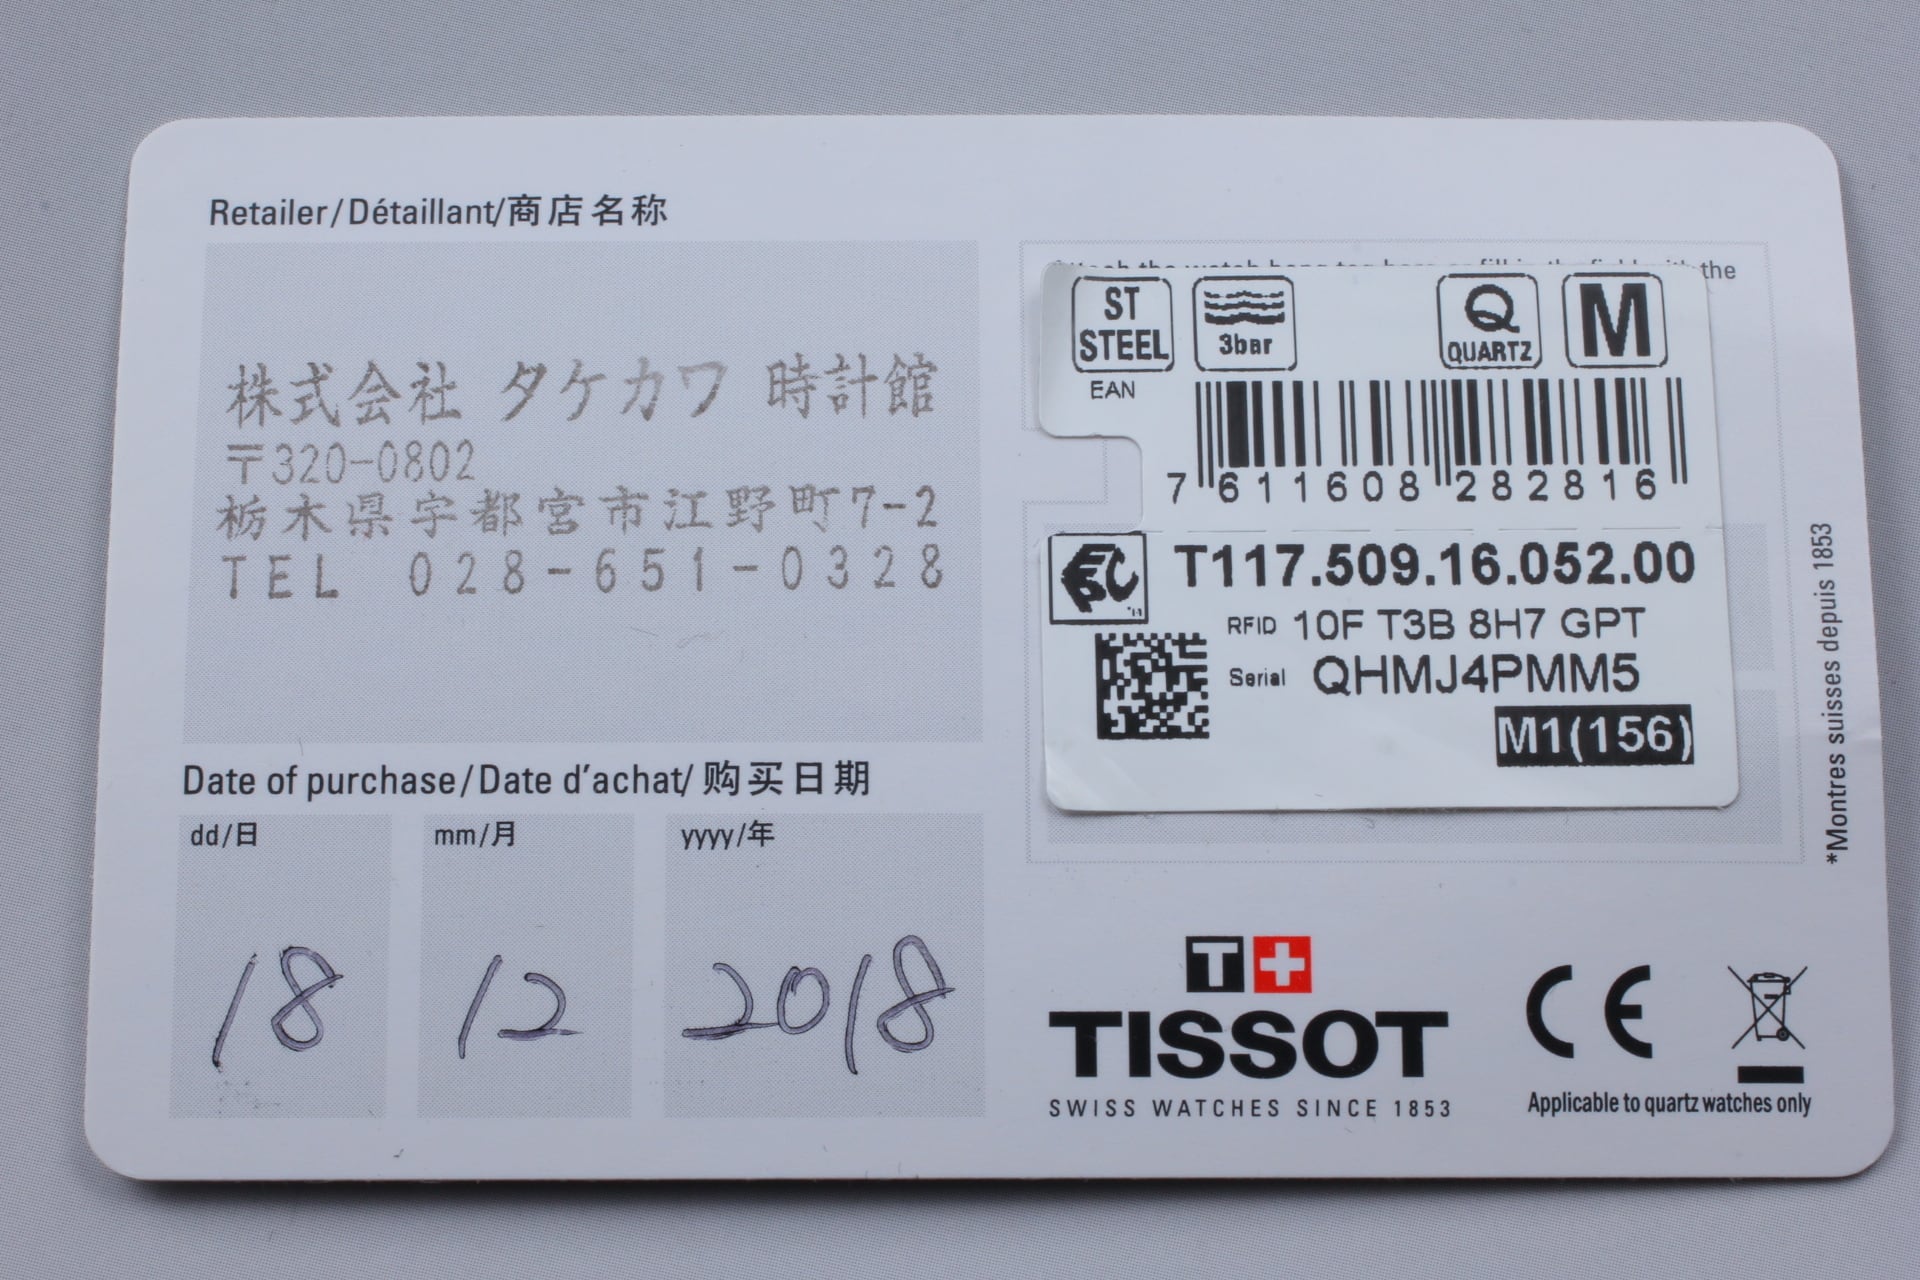 Retailer/Détaillant/商店名称
株式会社 タケカワ 時計館
〒320-0802
栃木県宇都宮市江野町7-2
TEL 028-651-0328
Date of purchase/Date d'achat/购买日期
dd/日
mm/月
yyyy/年
18
12
2018
the
ST STEEL
3bar
Q QUARTZ
M
EAN
7 611608 282816
T117.509.16.052.00
RFID 10F T3B 8H7 GPT
Serial QHMJ4PMM5
M1(156)
*Montres suisses depuis 1853
T+
TISSOT
SWISS WATCHES SINCE 1853
CE
Applicable to quartz watches only